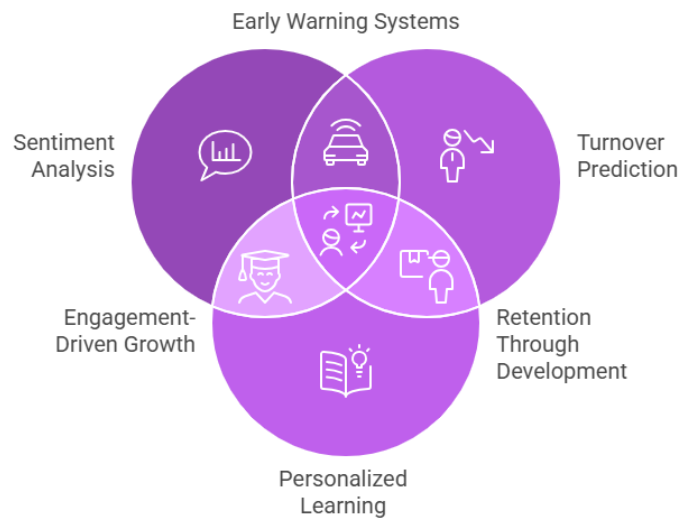 Early Warning Systems
Sentiment
Analysis
Turnover
Prediction
Engagement-
Driven Growth
Retention
Through
Development
Personalized
Learning